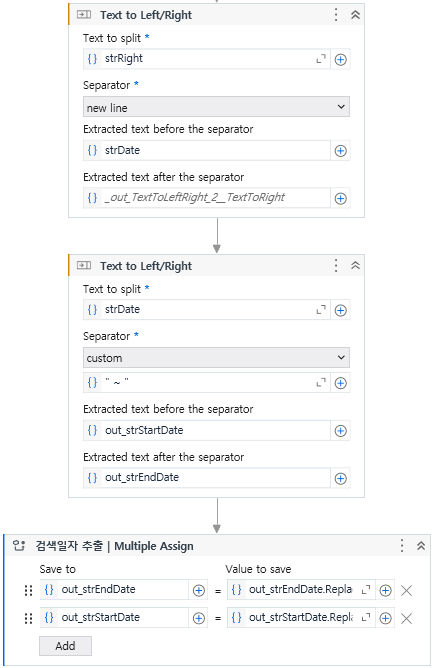 Text to Left/Right
Text to split *
strRight
Separator *
new line
Extracted text before the separator
strDate
Extracted text after the separator
_out_TextToLeftRight_2__TextToRight
Text to Left/Right
Text to split *
strDate
Separator *
custom
" ~ "
Extracted text before the separator
out_strStartDate
Extracted text after the separator
out_strEndDate
검색일자 추출 | Multiple Assign
Save to Value to save
out_strEndDate = out_strEndDate.Repla
out_strStartDate = out_strStartDate.Repla
Add